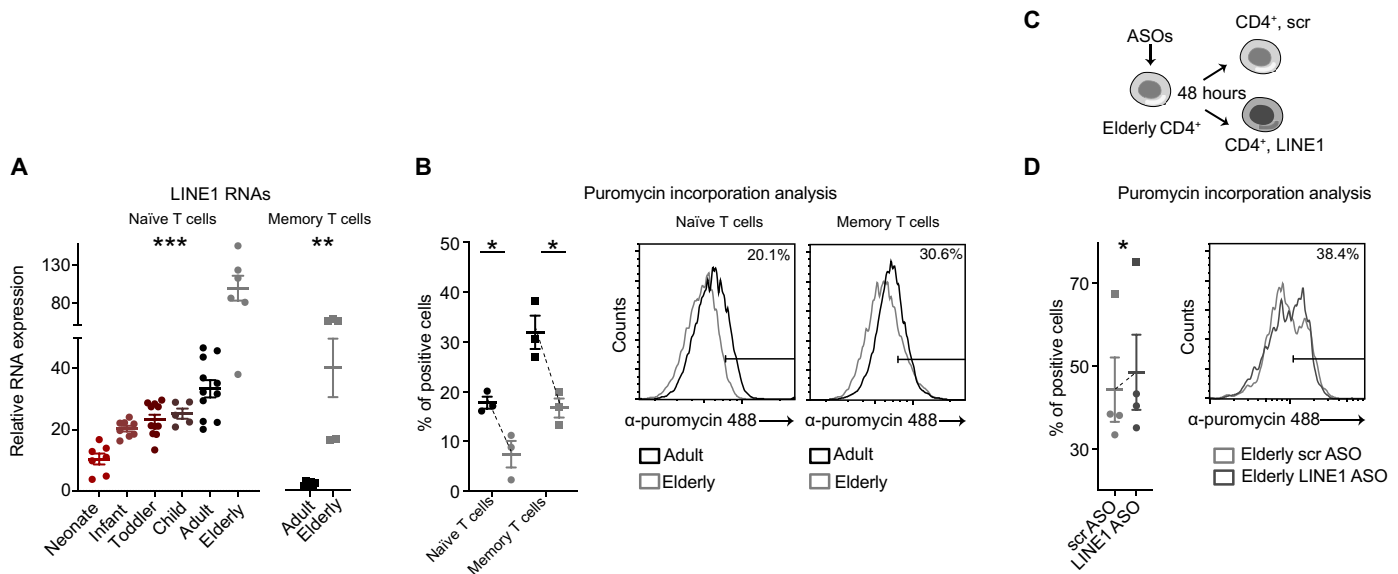 A
LINE1 RNAs
Naïve T cells
Memory T cells
***
**
Relative RNA expression
130
80
40
20
0
Neonate
Infant
Toddler
Child
Adult
Elderly
Adult
Elderly
B
Puromycin incorporation analysis
% of positive cells
50
40
30
20
10
0
*
*
Naïve T cells
Memory T cells
Naïve T cells
20.1%
Counts
α-puromycin 488
Adult
Elderly
Memory T cells
30.6%
α-puromycin 488
Adult
Elderly
C
ASOs
Elderly CD4+
48 hours
CD4+, scr
CD4+, LINE1
D
Puromycin incorporation analysis
% of positive cells
70
50
30
*
scr ASO
LINE1 ASO
38.4%
Counts
α-puromycin 488
Elderly scr ASO
Elderly LINE1 ASO